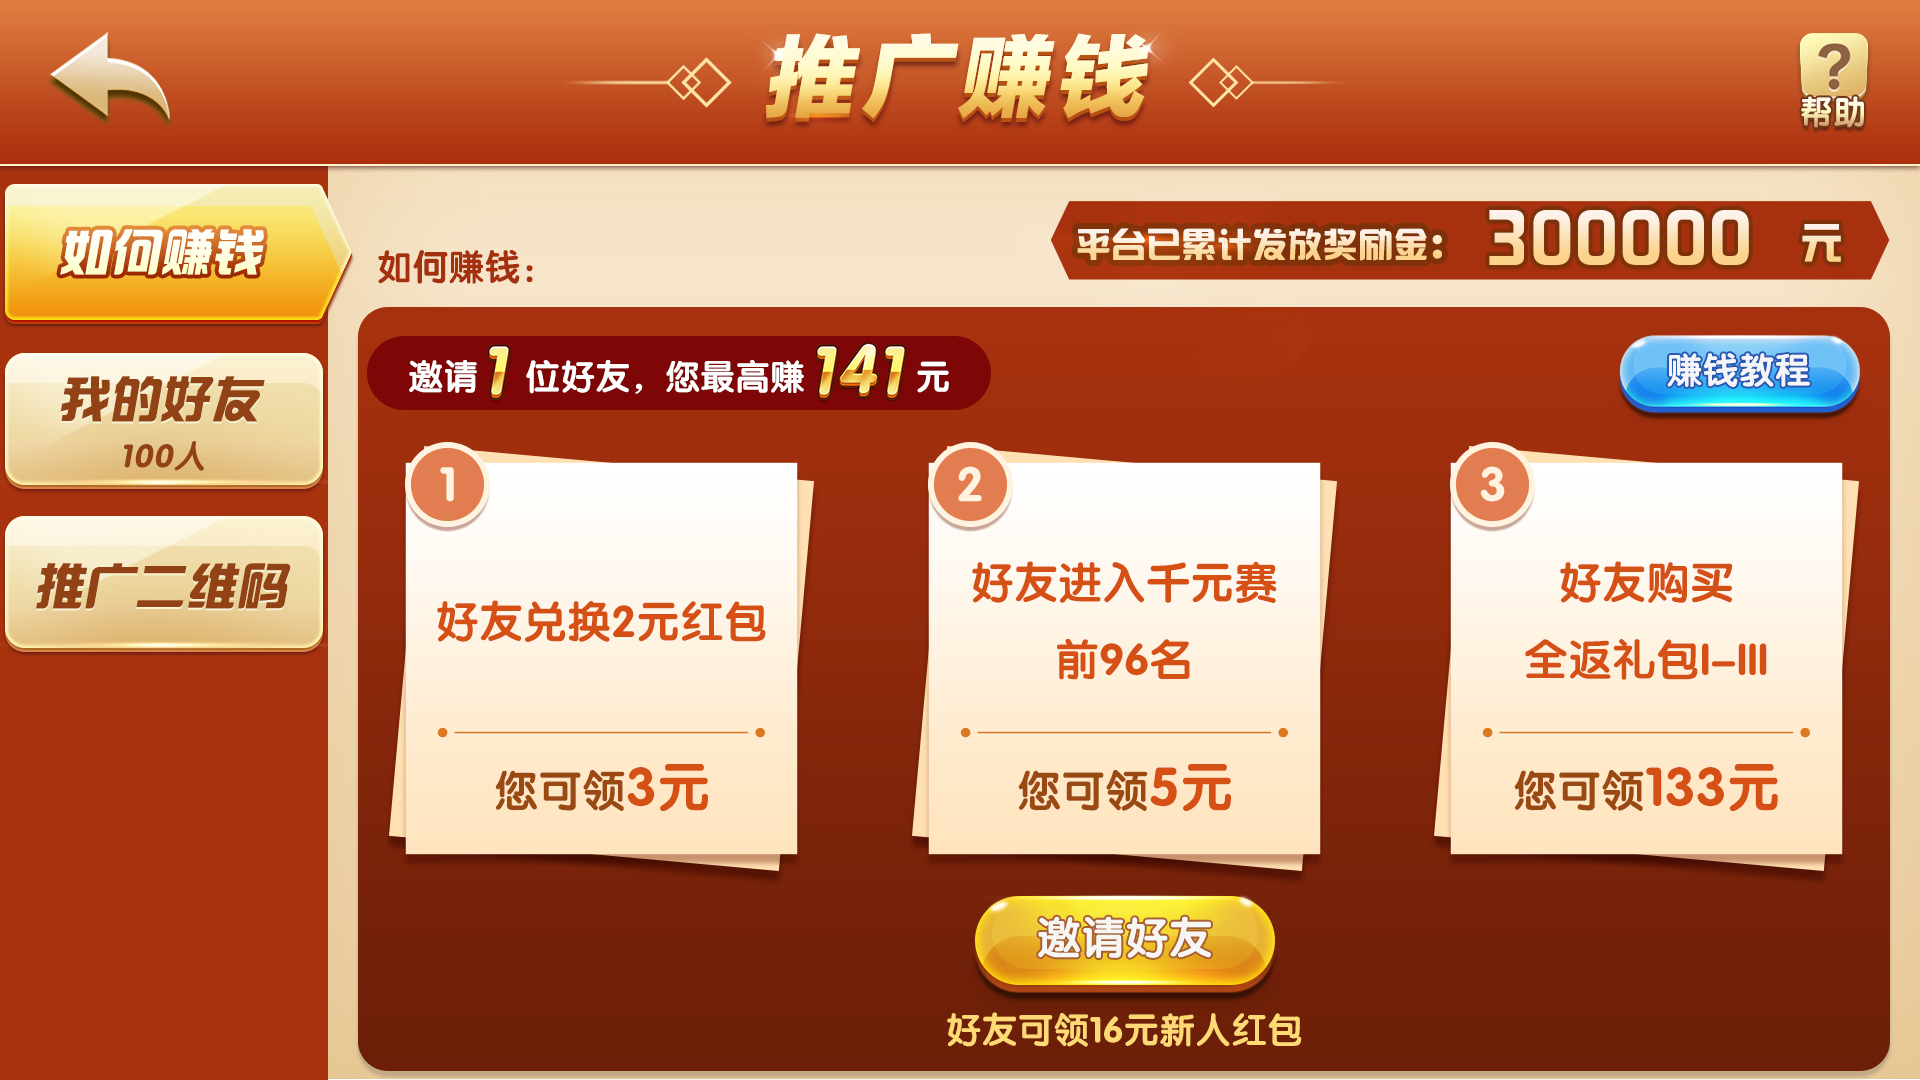 推广赚钱
帮助
如何赚钱
我的好友
100人
推广二维码
如何赚钱：
平台已累计发放奖励金： 300000 元
邀请1位好友，您最高赚141元
赚钱教程
1
好友兑换2元红包
您可领3元
2
好友进入千元赛
前96名
您可领5元
3
好友购买
全返礼包I-III
您可领133元
邀请好友
好友可领16元新人红包